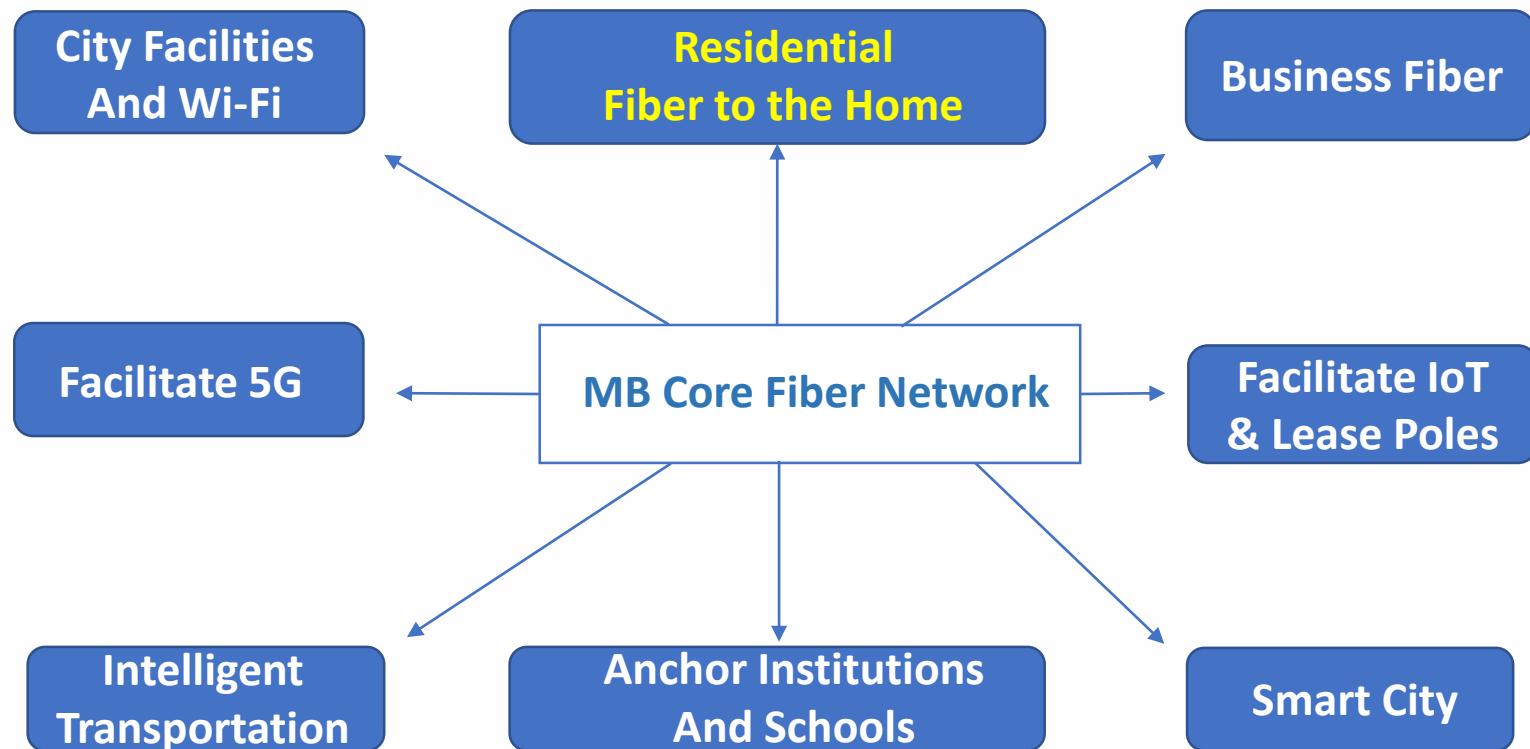 City Facilities
And Wi-Fi
Residential
Fiber to the Home
Business Fiber
Facilitate 5G
MB Core Fiber Network
Facilitate IoT
& Lease Poles
Intelligent
Transportation
Anchor Institutions
And Schools
Smart City